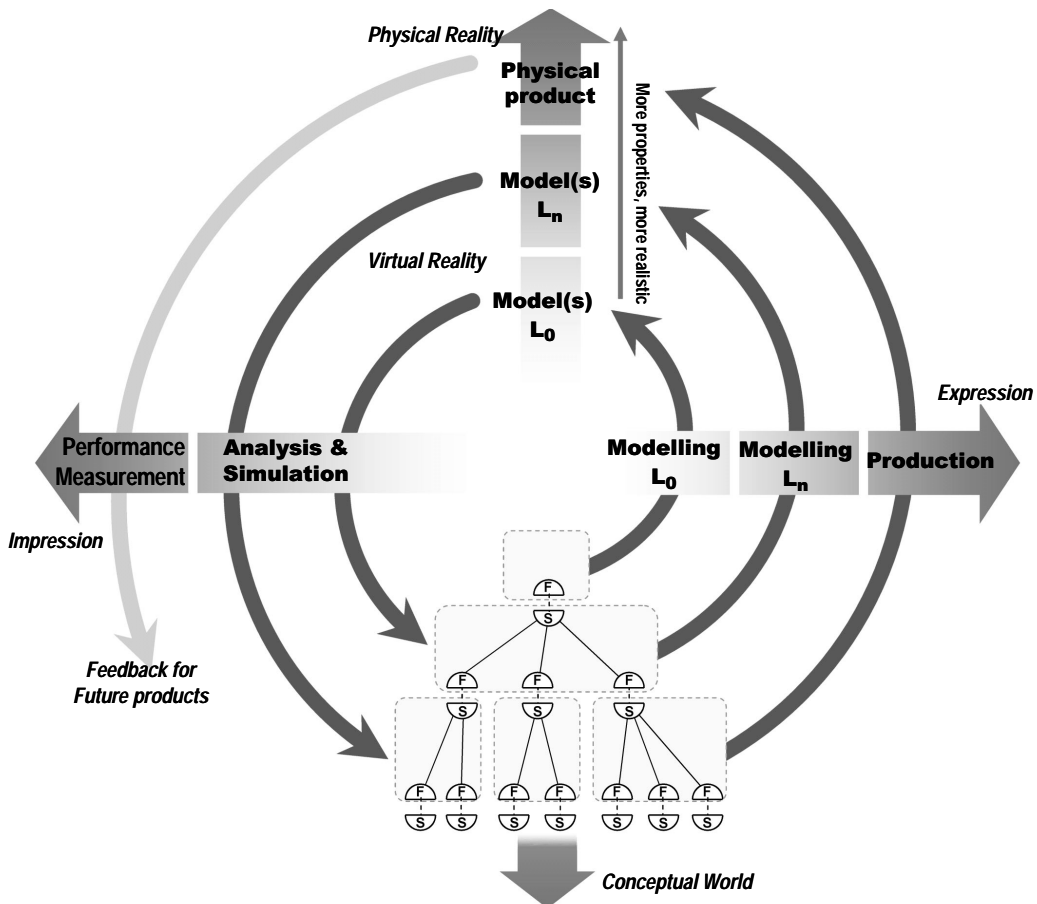 Physical Reality
Physical
product
More properties, more realistic
Model(s)
Ln
Virtual Reality
Model(s)
L0
Expression
Performance
Measurement
Analysis &
Simulation
Modelling
L0
Modelling
Ln
Production
Impression
F
S
Feedback for
Future products
F F F
S S S
F F F F F F F
S S S S S S S
Conceptual World